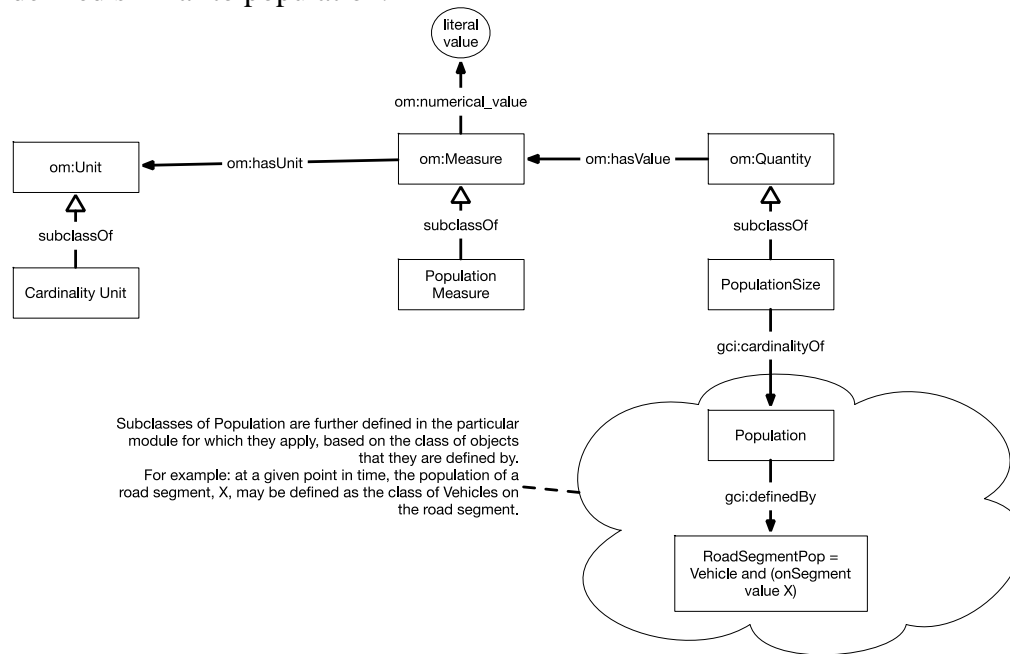 literal
value
om:numerical_value
om:Unit
om:hasUnit
om:Measure
om:hasValue
om:Quantity
subclassOf
subclassOf
subclassOf
Cardinality Unit
Population
Measure
PopulationSize
gci:cardinalityOf
Subclasses of Population are further defined in the particular
module for which they apply, based on the class of objects
that they are defined by.
For example: at a given point in time, the population of a
road segment, X, may be defined as the class of Vehicles on
the road segment.
Population
gci:definedBy
RoadSegmentPop =
Vehicle and (onSegment
value X)